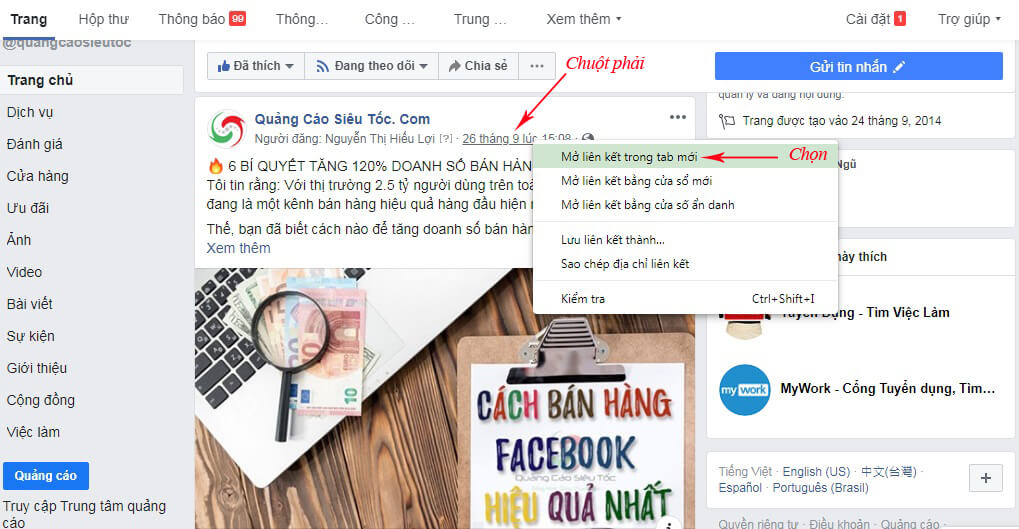 Trang Hộp thư Thông báo 99 Thông… Công … Trung … Xem thêm Cài đặt 1 Trợ giúp
@quangcaosieutoc
Trang chủ
Dịch vụ
Đánh giá
Cửa hàng
Ưu đãi
Ảnh
Video
Bài viết
Sự kiện
Giới thiệu
Cộng đồng
Việc làm
Quảng cáo
Truy cập Trung tâm quảng
cáo
Đã thích Đang theo dõi Chia sẻ ...
Chuột phải
Quảng Cáo Siêu Tốc. Com
Người đăng: Nguyễn Thị Hiếu Lợi [?] · 26 tháng 9 lúc 15:08 ·
🔥 6 BÍ QUYẾT TĂNG 120% DOANH SỐ BÁN HÀN
Tôi tin rằng: Với thị trường 2.5 tỷ người dùng trên toà
đang là một kênh bán hàng hiệu quả hàng đầu hiện n
Thế, bạn đã biết cách nào để tăng doanh số bán hàn
Xem thêm
Mở liên kết trong tab mới
Chọn
Mở liên kết bằng cửa sổ mới
Mở liên kết bằng cửa sổ ẩn danh
Lưu liên kết thành...
Sao chép địa chỉ liên kết
Kiểm tra Ctrl+Shift+I
10
CÁCH BÁN HÀNG
FACEBOOK
Quảng Cáo Siêu Tốc
HIỆU QUẢ NHẤT
Gửi tin nhắn
quản lý và đăng nội dung.
Trang được tạo vào 24 tháng 9, 2014
Ngũ
này thích
Tuyển Dụng - Tìm Việc Làm
my work
MyWork - Cổng Tuyển dụng, Tìm…
Tiếng Việt · English (US) · 中文(台灣) ·
Español · Português (Brasil)
+
Quyền riêng tư · Điều khoản · Quảng cáo ·